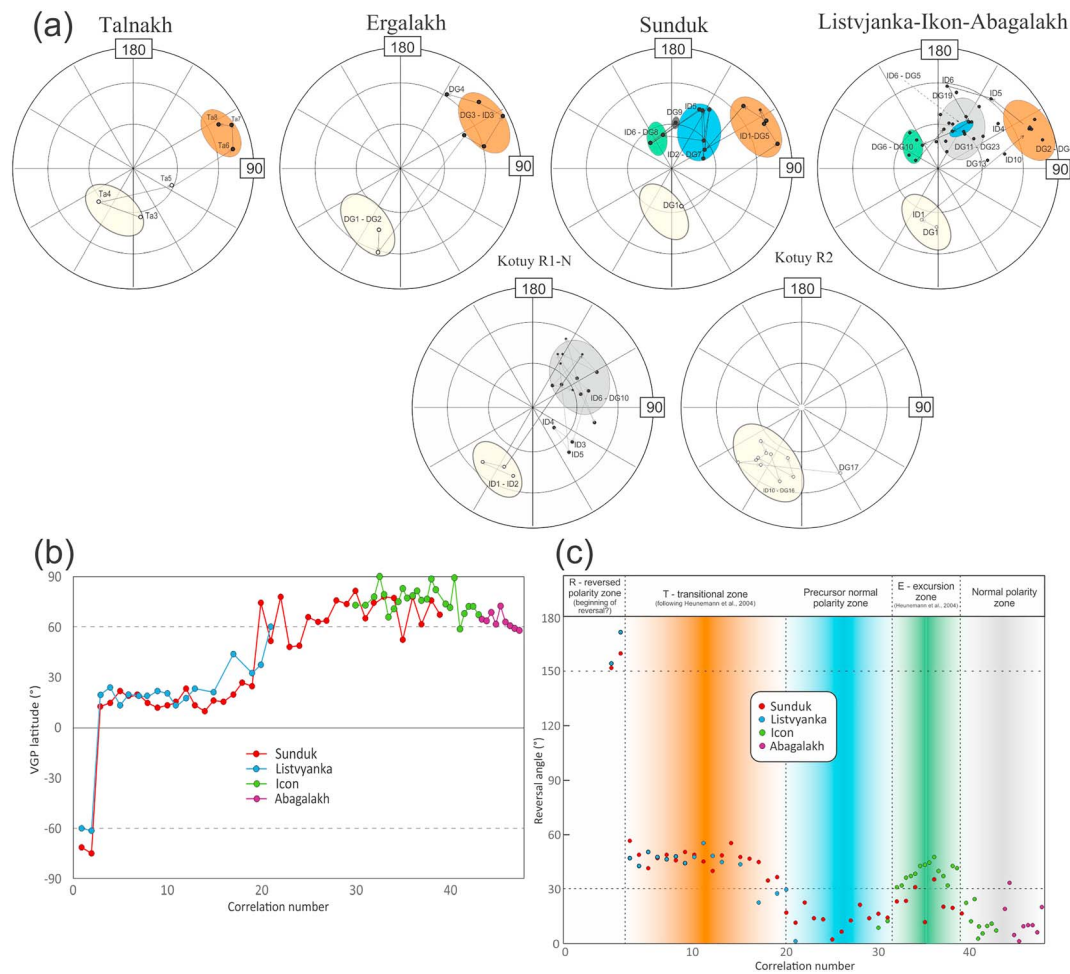 (a)
Talnakh
180
90
Ta8
Ta7
Ta6
Ta5
Ta4
Ta3
Ergalakh
180
90
DG4
DG3 - ID3
DG1 - DG2
Sunduk
180
90
DG9
ID6
ID6 - DG8
ID2 - DG7
ID1-DG5
DG1
Listvjanka-Ikon-Abagalakh
180
90
ID6 - DG5
ID6
DG19
ID5
ID4
DG6 - DG10
DG11 - DG23
DG2 - DG
DG13
ID10
ID1
DG1
Kotuy R1-N
180
90
ID6 - DG10
ID4
ID3
ID5
ID1 - ID2
Kotuy R2
180
90
DG17
ID10 - DG16
(b)
VGP latitude (°)
90
60
30
0
-30
-60
-90
Sunduk
Listvyanka
Icon
Abagalakh
0
10
20
30
40
Correlation number
(c)
R - reversed
polarity zone
(beginning of
reversal?)
T - transitional zone
(following Heunemann et al., 2004)
Precursor normal
polarity zone
E - excursion
zone
(Heunemann et al., 2004)
Normal polarity zone
Reversal angle (°)
180
150
120
90
60
30
0
Sunduk
Listvyanka
Icon
Abagalakh
10
20
30
40
Correlation number